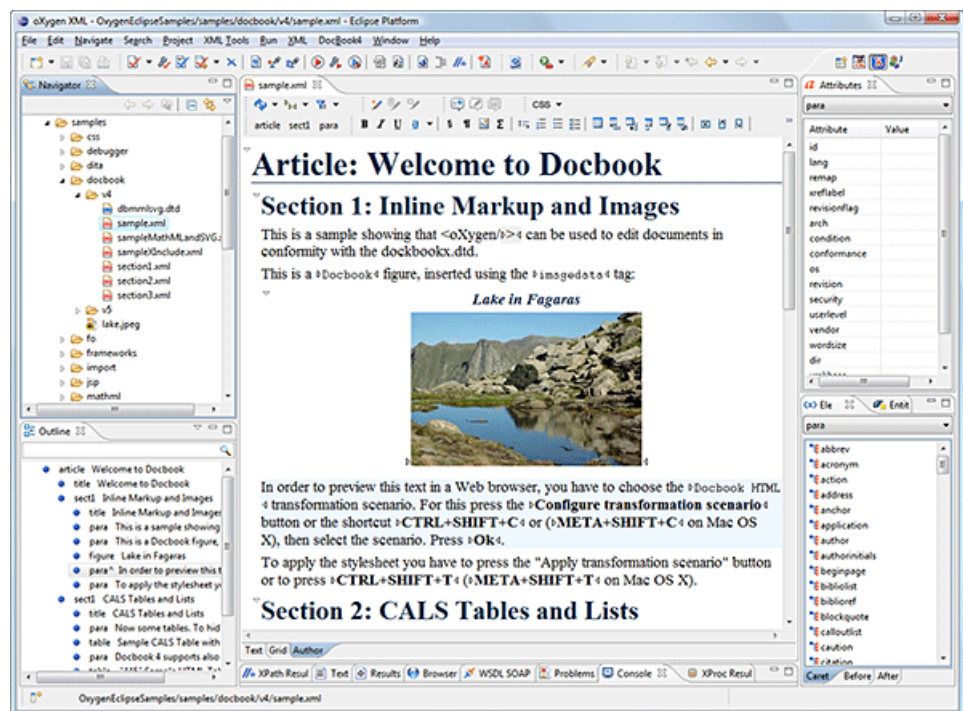 oXygen XML - OxygenEclipseSamples/samples/docbook/v4/sample.xml - Eclipse Platform
File Edit Navigate Search Project XML Tools Run XML DocBook4 Window Help
Navigator
samples
css
debugger
dita
docbook
v4
dbmmlsvg.dtd
sample.xml
sampleMathMLandSVG.
sampleXInclude.xml
section1.xml
section2.xml
section3.xml
v5
lake.jpeg
fo
frameworks
import
jsp
mathml
Outline
article Welcome to Docbook
title Welcome to Docbook
sect1 Inline Markup and Images
title Inline Markup and Images
para This is a sample showing
para This is a Docbook figure,
figure Lake in Fagaras
para* In order to preview this t
para To apply the stylesheet y
sect1 CALS Tables and Lists
title CALS Tables and Lists
para Now some tables. To hid
table Sample CALS Table with
para Docbook 4 supports also
sample.xml
CSS
article sect1 para B I U
Article: Welcome to Docbook
Section 1: Inline Markup and Images
This is a sample showing that <oXygen/> can be used to edit documents in
conformity with the dockbookx.dtd.
This is a Docbook figure, inserted using the imagedata tag:
Lake in Fagaras
In order to preview this text in a Web browser, you have to choose the Docbook HTML
transformation scenario. For this press the Configure transformation scenario
button or the shortcut CTRL+SHIFT+C or (META+SHIFT+C on Mac OS
X), then select the scenario. Press Ok.
To apply the stylesheet you have to press the "Apply transformation scenario" button
or to press CTRL+SHIFT+T (META+SHIFT+T on Mac OS X).
Section 2: CALS Tables and Lists
Text Grid Author
XPath Resul Text Results Browser WSDL SOAP Problems Console XProc Resul
Attributes
para
Attribute Value
id
lang
remap
xreflabel
revisionflag
arch
condition
conformance
os
revision
security
userlevel
vendor
wordsize
dir
Ele Entit
para
abbrev
acronym
action
address
anchor
application
author
authorinitials
beginpage
bibliolist
biblioref
blockquote
calloutlist
caution
citation
Caret Before After
OxygenEclipseSamples/samples/docbook/v4/sample.xml